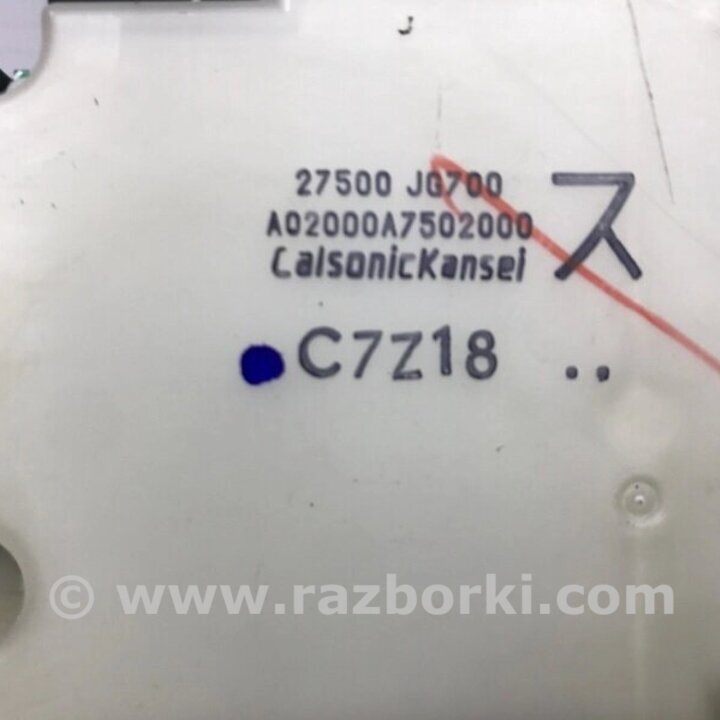 27500 JG700
A02000A7502000
CalsonicKansei
ス
C7Z18 ..
© www.razborki.com